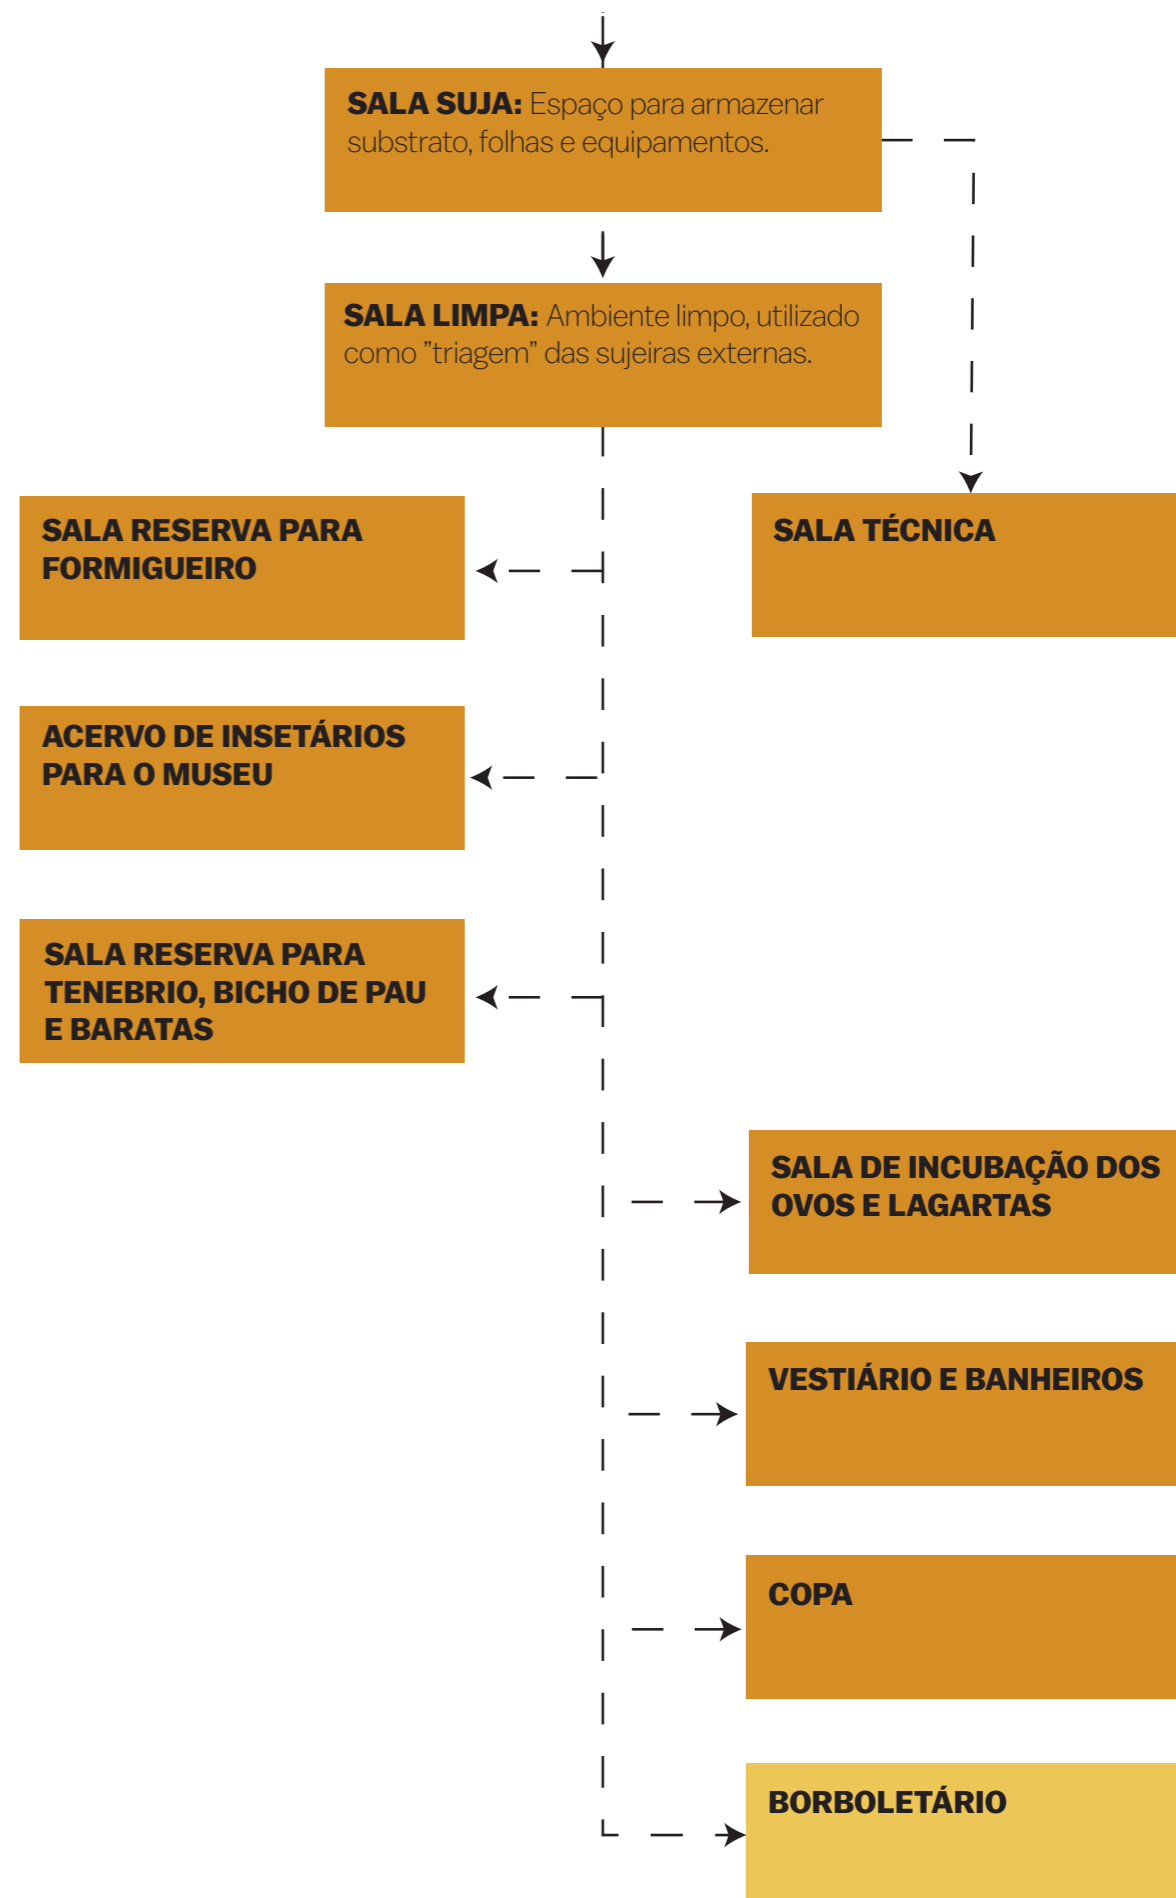 SALA SUJA: Espaço para armazenar
substrato, folhas e equipamentos.
SALA LIMPA: Ambiente limpo, utilizado
como ”triagem” das sujeiras externas.
SALA RESERVA PARA
FORMIGUEIRO
SALA TÉCNICA
ACERVO DE INSETÁRIOS
PARA O MUSEU
SALA RESERVA PARA
TENEBRIO, BICHO DE PAU
E BARATAS
SALA DE INCUBAÇÃO DOS
OVOS E LAGARTAS
VESTIÁRIO E BANHEIROS
COPA
BORBOLETÁRIO